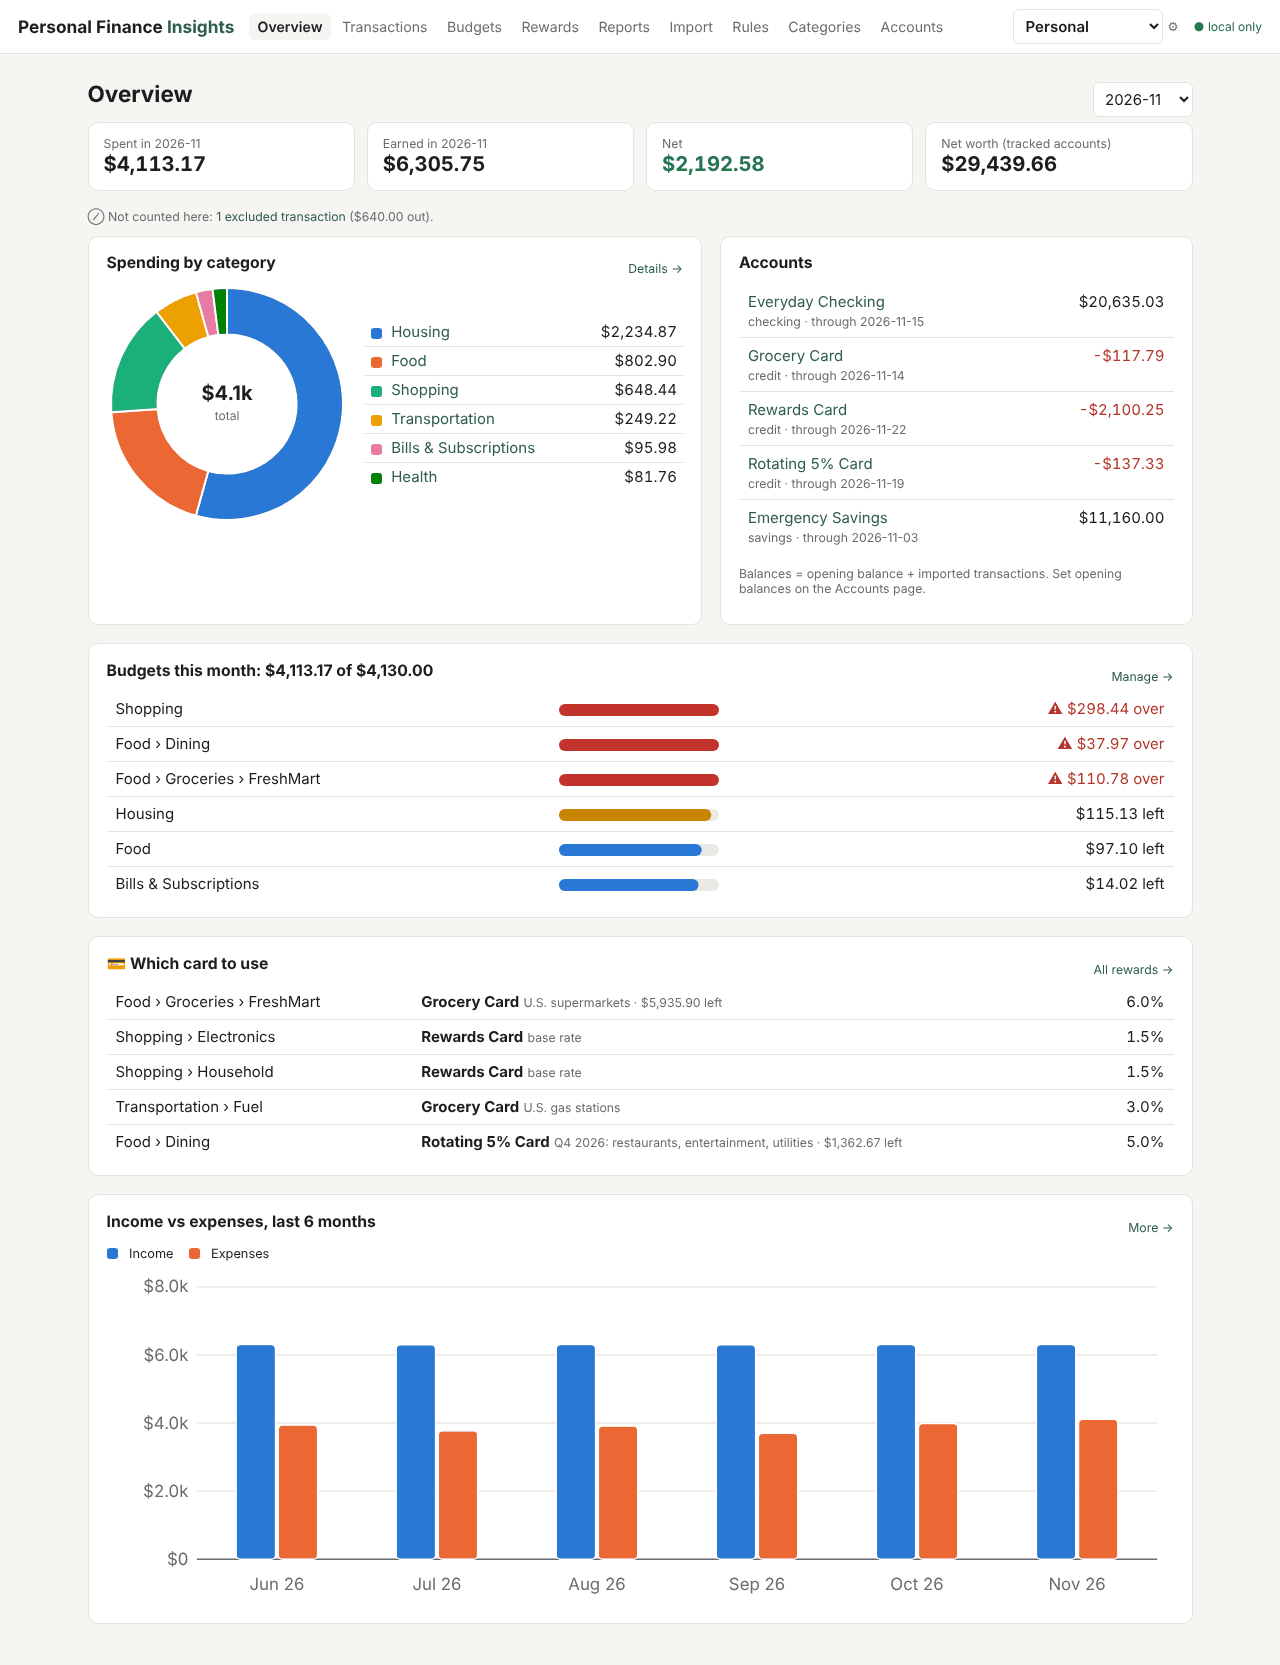 Personal Finance Insights Overview Transactions Budgets Rewards Reports Import Rules Categories Accounts Personal ⚙ ● local only
Overview 2026-11
Spent in 2026-11
$4,113.17
Earned in 2026-11
$6,305.75
Net
$2,192.58
Net worth (tracked accounts)
$29,439.66
Not counted here: 1 excluded transaction ($640.00 out).
Spending by category Details →
$4.1k
total
Housing $2,234.87
Food $802.90
Shopping $648.44
Transportation $249.22
Bills & Subscriptions $95.98
Health $81.76
Accounts
Everyday Checking $20,635.03
checking · through 2026-11-15
Grocery Card -$117.79
credit · through 2026-11-14
Rewards Card -$2,100.25
credit · through 2026-11-22
Rotating 5% Card -$137.33
credit · through 2026-11-19
Emergency Savings $11,160.00
savings · through 2026-11-03
Balances = opening balance + imported transactions. Set opening
balances on the Accounts page.
Budgets this month: $4,113.17 of $4,130.00 Manage →
Shopping ⚠ $298.44 over
Food › Dining ⚠ $37.97 over
Food › Groceries › FreshMart ⚠ $110.78 over
Housing $115.13 left
Food $97.10 left
Bills & Subscriptions $14.02 left
💳 Which card to use All rewards →
Food › Groceries › FreshMart Grocery Card U.S. supermarkets · $5,935.90 left 6.0%
Shopping › Electronics Rewards Card base rate 1.5%
Shopping › Household Rewards Card base rate 1.5%
Transportation › Fuel Grocery Card U.S. gas stations 3.0%
Food › Dining Rotating 5% Card Q4 2026: restaurants, entertainment, utilities · $1,362.67 left 5.0%
Income vs expenses, last 6 months More →
Income Expenses
$8.0k
$6.0k
$4.0k
$2.0k
$0
Jun 26 Jul 26 Aug 26 Sep 26 Oct 26 Nov 26